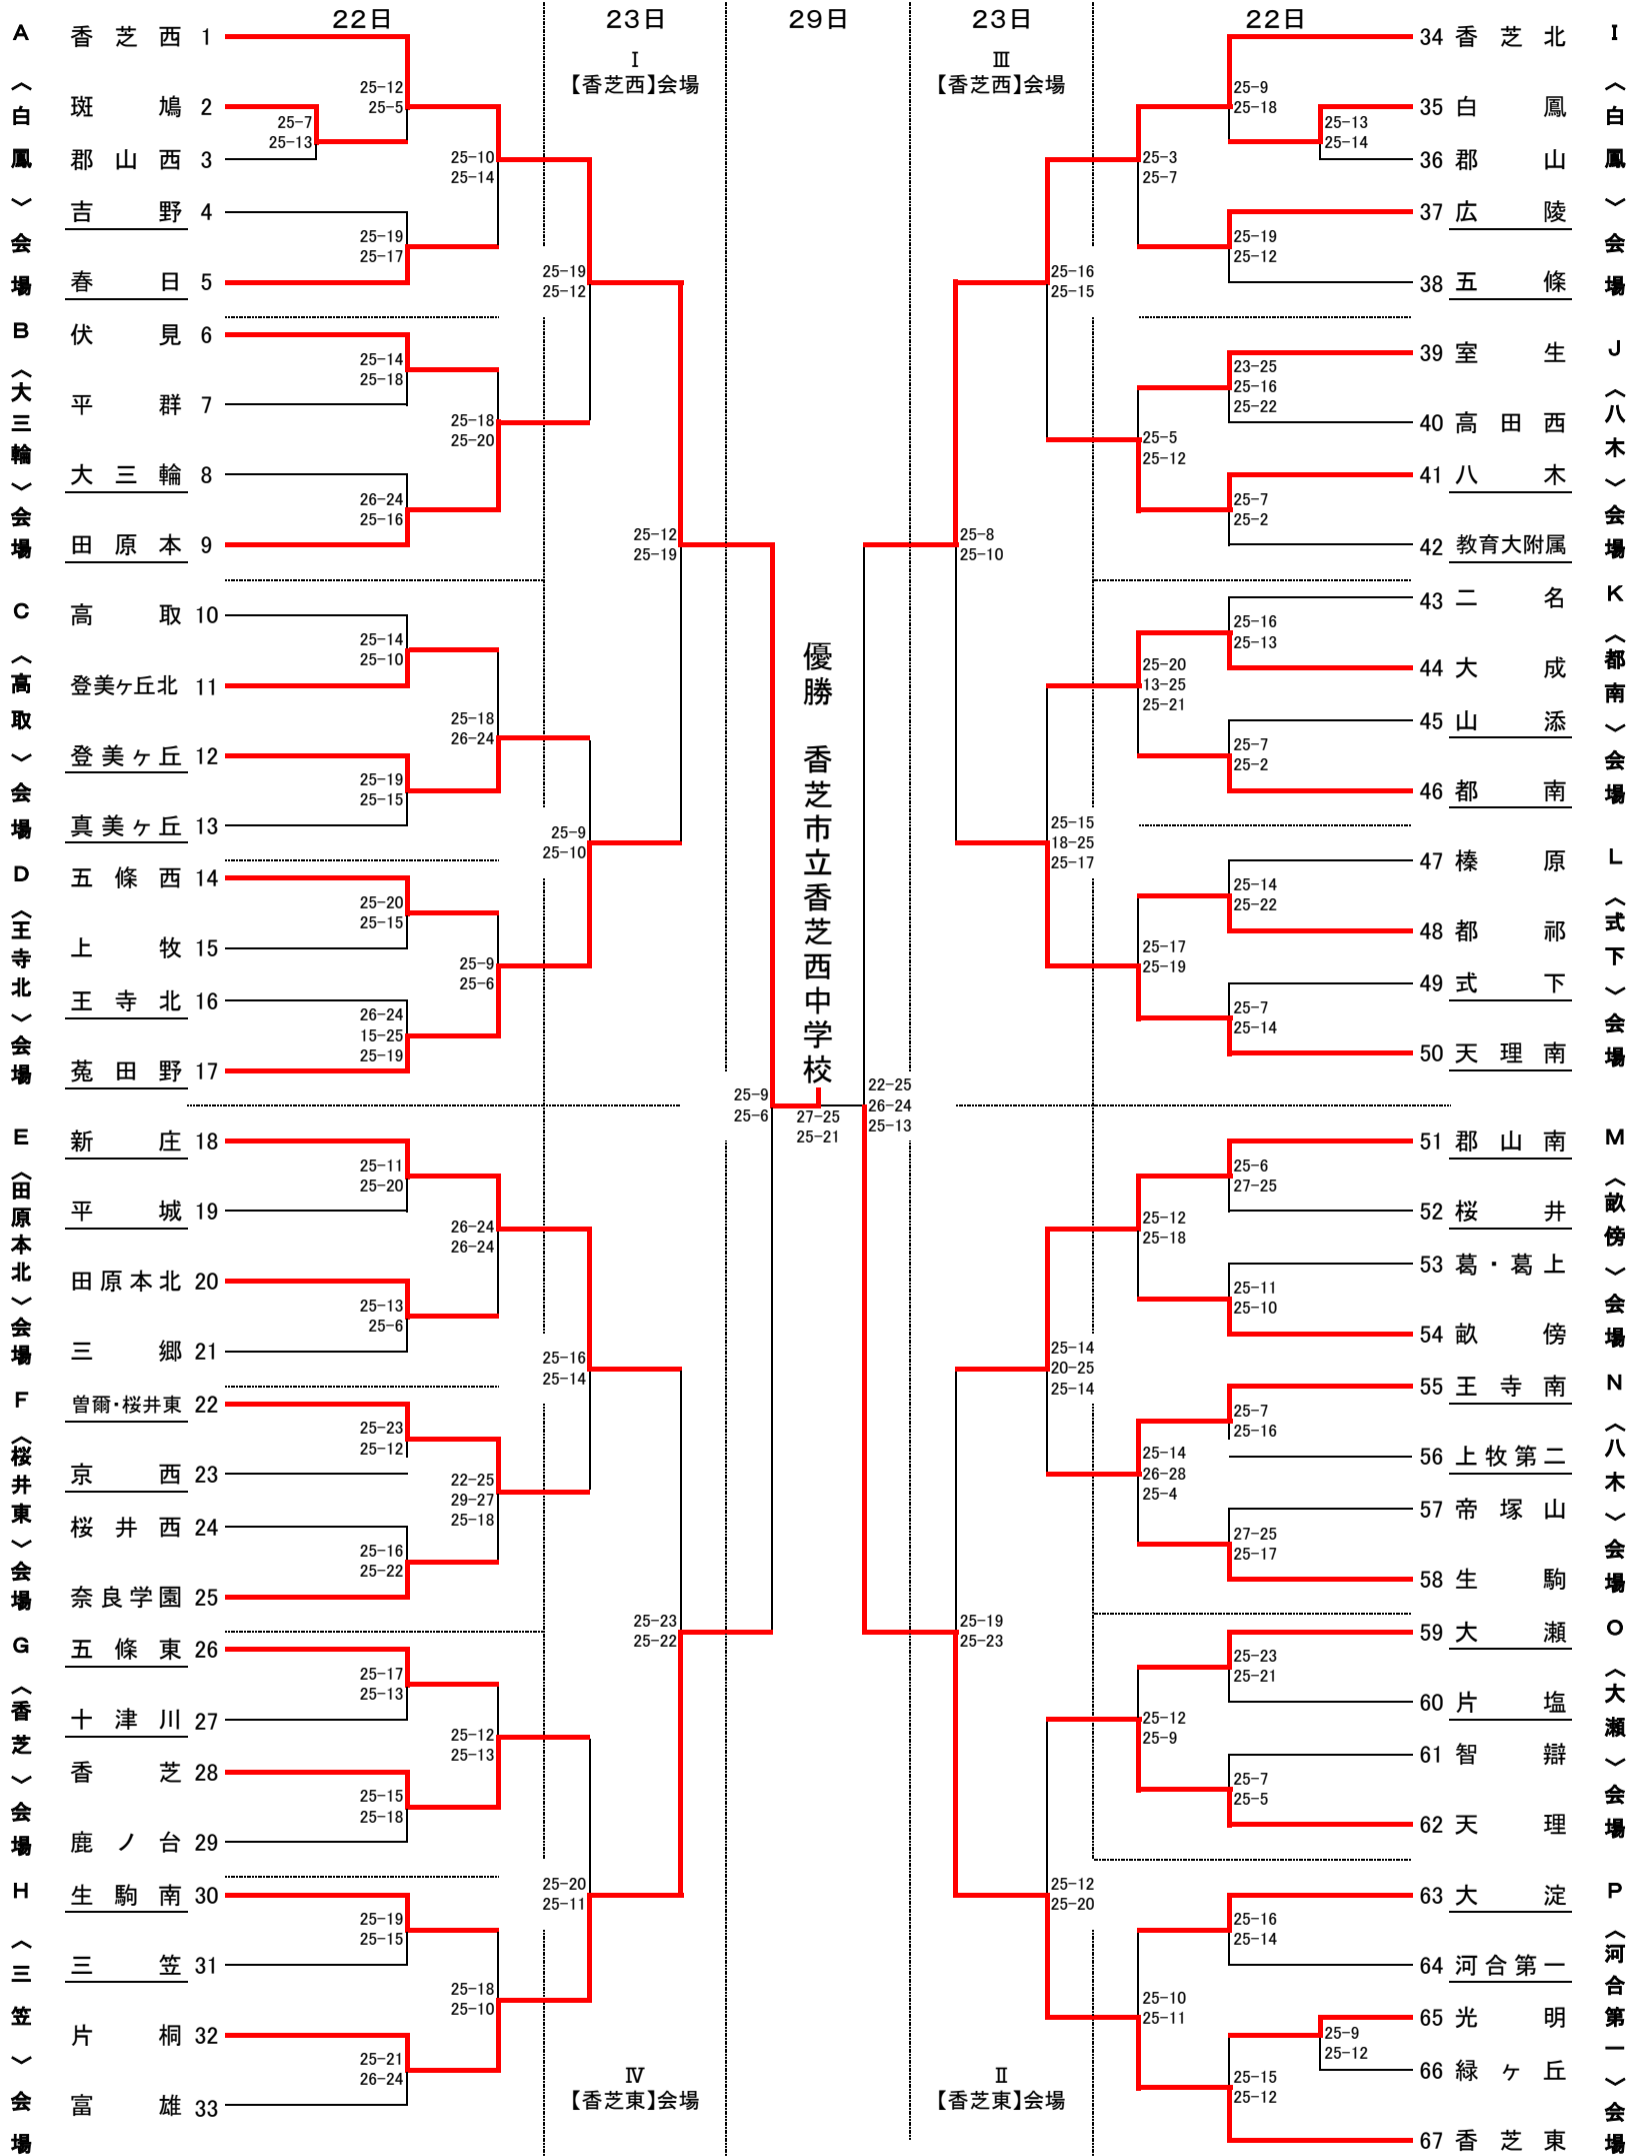 22日
23日
29日
23日
22日
Ⅰ
【香芝西】会場
Ⅲ
【香芝西】会場
A
〈白鳳〉会場
香芝西 1
斑鳩 2
郡山西 3
吉野 4
春日 5
25-7
25-13
25-12
25-5
25-19
25-17
25-10
25-14
B
〈大三輪〉会場
伏見 6
平群 7
大三輪 8
田原本 9
25-14
25-18
26-24
25-16
25-18
25-20
25-19
25-12
C
〈高取〉会場
高取 10
登美ヶ丘北 11
登美ヶ丘 12
真美ヶ丘 13
25-14
25-10
25-19
25-15
25-18
26-24
D
〈王寺北〉会場
五條西 14
上牧 15
王寺北 16
菟田野 17
25-20
25-15
26-24
15-25
25-19
25-9
25-6
25-9
25-10
25-12
25-19
E
〈田原本北〉会場
新庄 18
平城 19
田原本北 20
三郷 21
25-11
25-20
25-13
25-6
26-24
26-24
F
〈桜井東〉会場
曽爾・桜井東 22
京西 23
桜井西 24
奈良学園 25
25-23
25-12
25-16
25-22
22-25
29-27
25-18
25-16
25-14
G
〈香芝〉会場
五條東 26
十津川 27
香芝 28
鹿ノ台 29
25-17
25-13
25-15
25-18
25-12
25-13
H
〈三笠〉会場
生駒南 30
三笠 31
片桐 32
富雄 33
25-19
25-15
25-21
26-24
25-18
25-10
25-20
25-11
25-23
25-22
25-9
25-6
Ⅳ
【香芝東】会場
優勝 香芝市立香芝西中学校
27-25
25-21
I
〈白鳳〉会場
34 香芝北
35 白鳳
36 郡山
37 広陵
38 五條
25-9
25-18
25-13
25-14
25-19
25-12
25-3
25-7
J
〈八木〉会場
39 室生
40 高田西
41 八木
42 教育大附属
23-25
25-16
25-22
25-7
25-2
25-5
25-12
25-16
25-15
K
〈都南〉会場
43 二名
44 大成
45 山添
46 都南
25-16
25-13
25-7
25-2
25-20
13-25
25-21
L
〈式下〉会場
47 榛原
48 都祁
49 式下
50 天理南
25-14
25-22
25-7
25-14
25-17
25-19
25-15
18-25
25-17
25-8
25-10
M
〈畝傍〉会場
51 郡山南
52 桜井
53 葛・葛上
54 畝傍
25-6
27-25
25-11
25-10
25-12
25-18
N
〈八木〉会場
55 王寺南
56 上牧第二
57 帝塚山
58 生駒
25-7
25-16
27-25
25-17
25-14
26-28
25-4
25-14
20-25
25-14
O
〈大瀬〉会場
59 大瀬
60 片塩
61 智辯
62 天理
25-23
25-21
25-7
25-5
25-12
25-9
P
〈河合第一〉会場
63 大淀
64 河合第一
65 光明
66 緑ヶ丘
67 香芝東
25-16
25-14
25-9
25-12
25-15
25-12
25-10
25-11
25-12
25-20
25-19
25-23
22-25
26-24
25-13
Ⅱ
【香芝東】会場